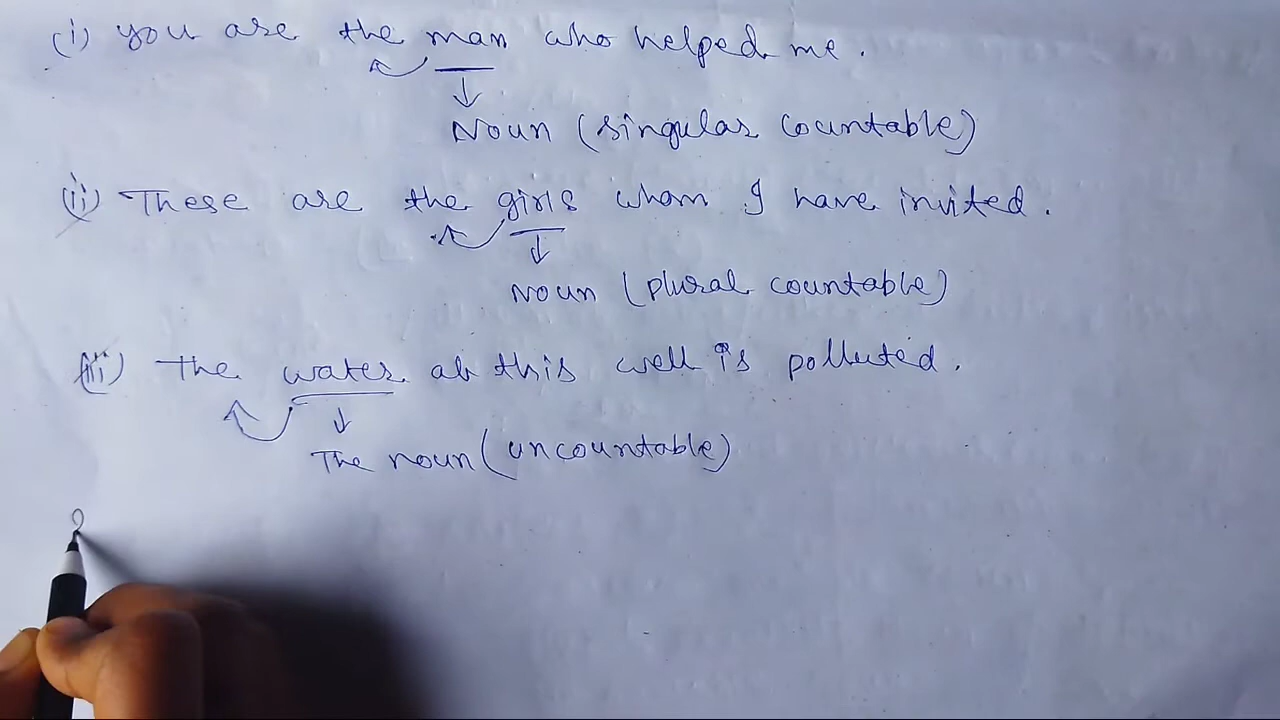 (i) you are the man who helped me.
Noun (singular countable)
(ii) These are the girls whom I have invited.
Noun (plural countable)
(iii) The water of this well is polluted.
The noun (uncountable)